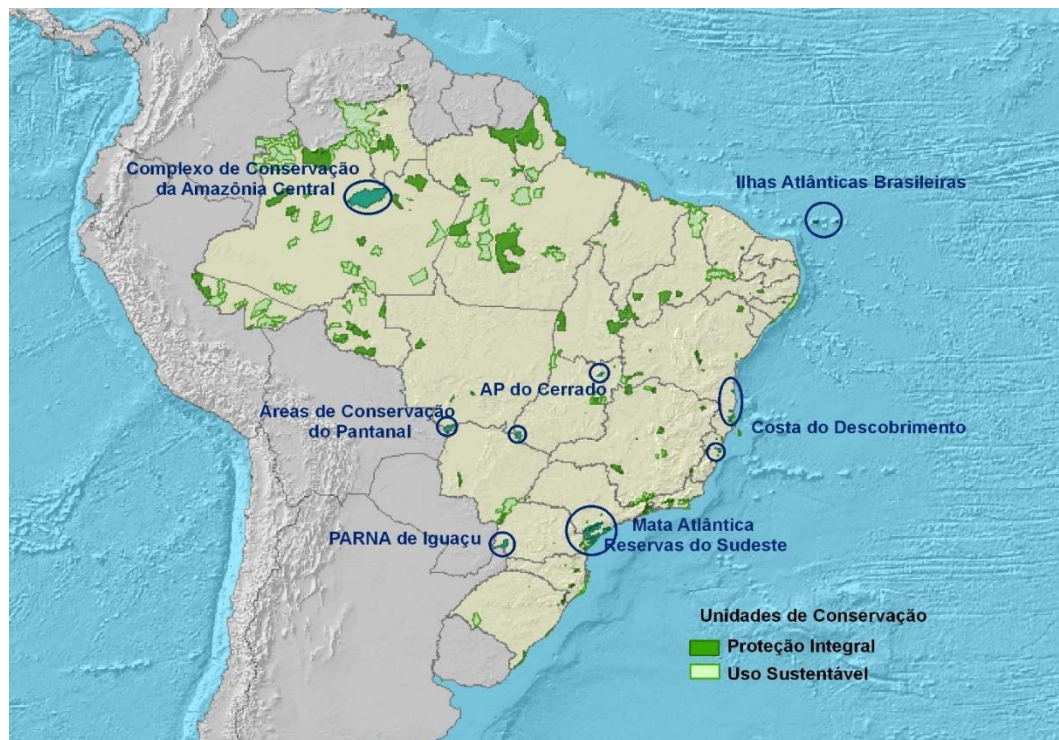 Complexo de Conservação
da Amazônia Central
Ilhas Atlânticas Brasileiras
AP do Cerrado
Áreas de Conservação
do Pantanal
Costa do Descobrimento
PARNA de Iguaçu
Mata Atlântica
Reservas do Sudeste
Unidades de Conservação
Proteção Integral
Uso Sustentável